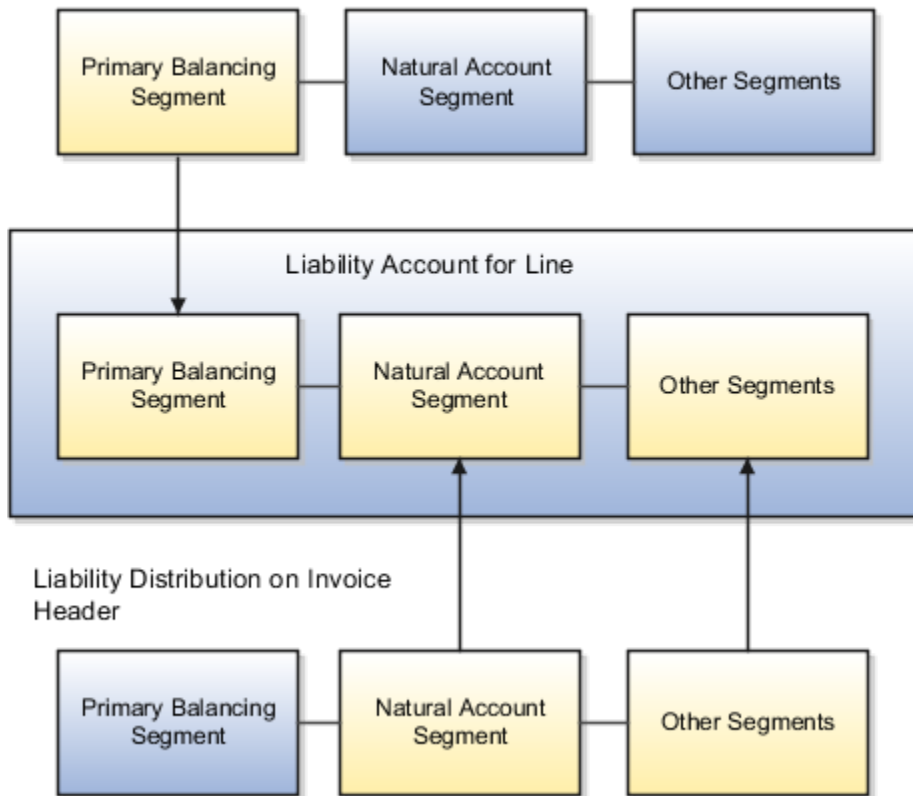 Primary Balancing
Segment
Natural Account
Segment
Other Segments
Liability Account for Line
Primary Balancing
Segment
Natural Account
Segment
Other Segments
Liability Distribution on Invoice
Header
Primary Balancing
Segment
Natural Account
Segment
Other Segments